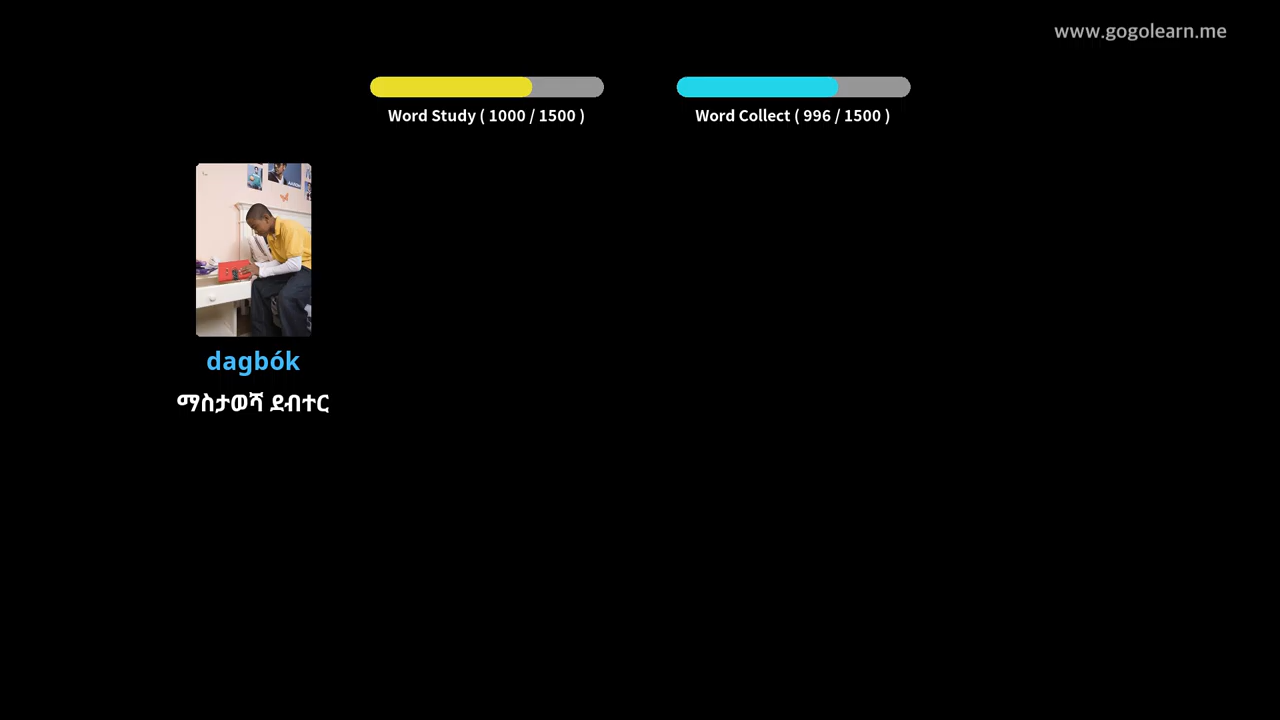 www.gogolearn.me
Word Study ( 1000 / 1500 )
Word Collect ( 996 / 1500 )
dagbók
ማስታወሻ ደብተር